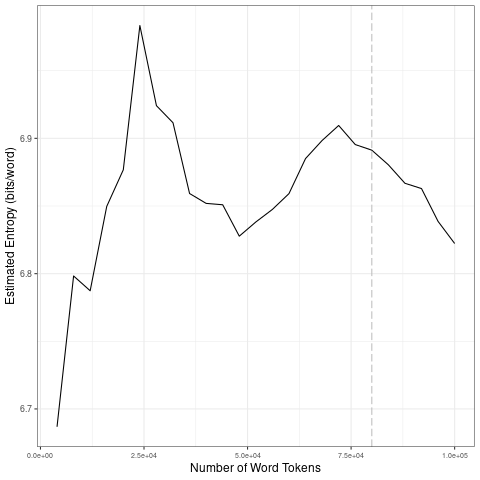 Estimated Entropy (bits/word)
6.9
6.8
6.7
0.0e+00 2.5e+04 5.0e+04 7.5e+04 1.0e+05
Number of Word Tokens